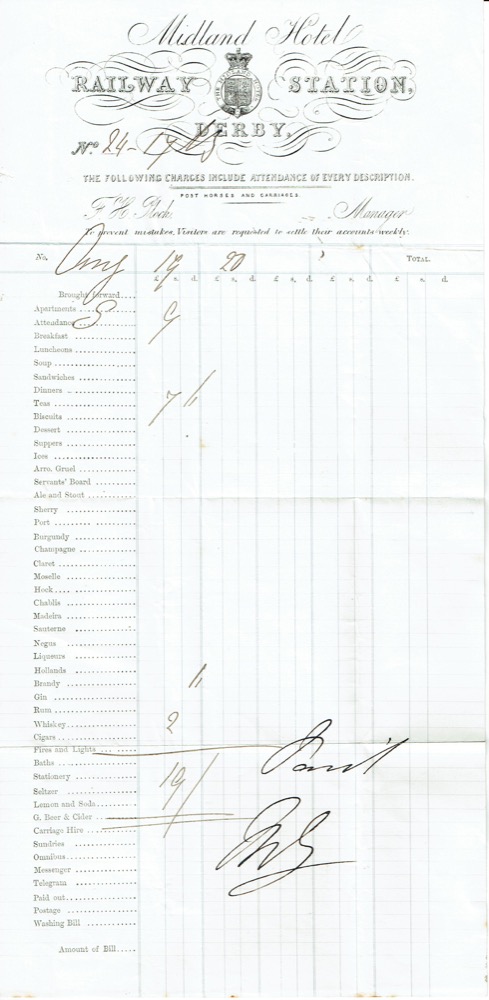 Midland Hotel
RAILWAY STATION,
DERBY.
No. 24-17
THE FOLLOWING CHARGES INCLUDE ATTENDANCE OF EVERY DESCRIPTION.
POST HORSES AND CARRIAGES.
Manager
To prevent mistakes, Visitors are requested to settle their accounts weekly.
No. Aug 19 20 TOTAL.
£ s. d. £ s. d. £ s. d. £ s. d. £ s. d.
Brought forward....
Apartments
Attendance
Breakfast
Luncheons
Soup
Sandwiches
Dinners
Teas 7
Biscuits
Dessert
Suppers
Ices
Arro. Gruel
Servants' Board
Ale and Stout
Sherry
Port
Burgundy
Champagne
Claret
Moselle
Hock
Chablis
Madeira
Sauterne
Negus
Liqueurs
Hollands
Brandy
Gin
Rum
Whiskey 2
Cigars
Fires and Lights
Baths
Stationery 19/
Seltzer
Lemon and Soda
G. Beer & Cider
Carriage Hire
Sundries
Omnibus
Messenger
Telegram
Paid out
Postage
Washing Bill
Amount of Bill